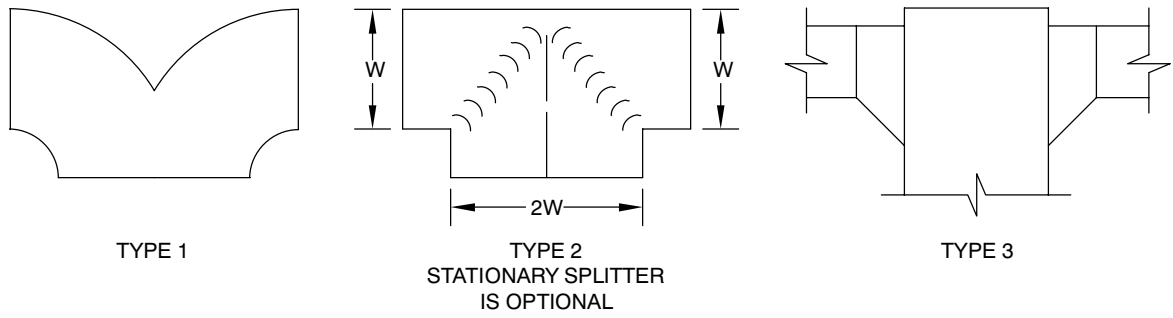 W
W
2W
TYPE 1
TYPE 2
STATIONARY SPLITTER
IS OPTIONAL
TYPE 3